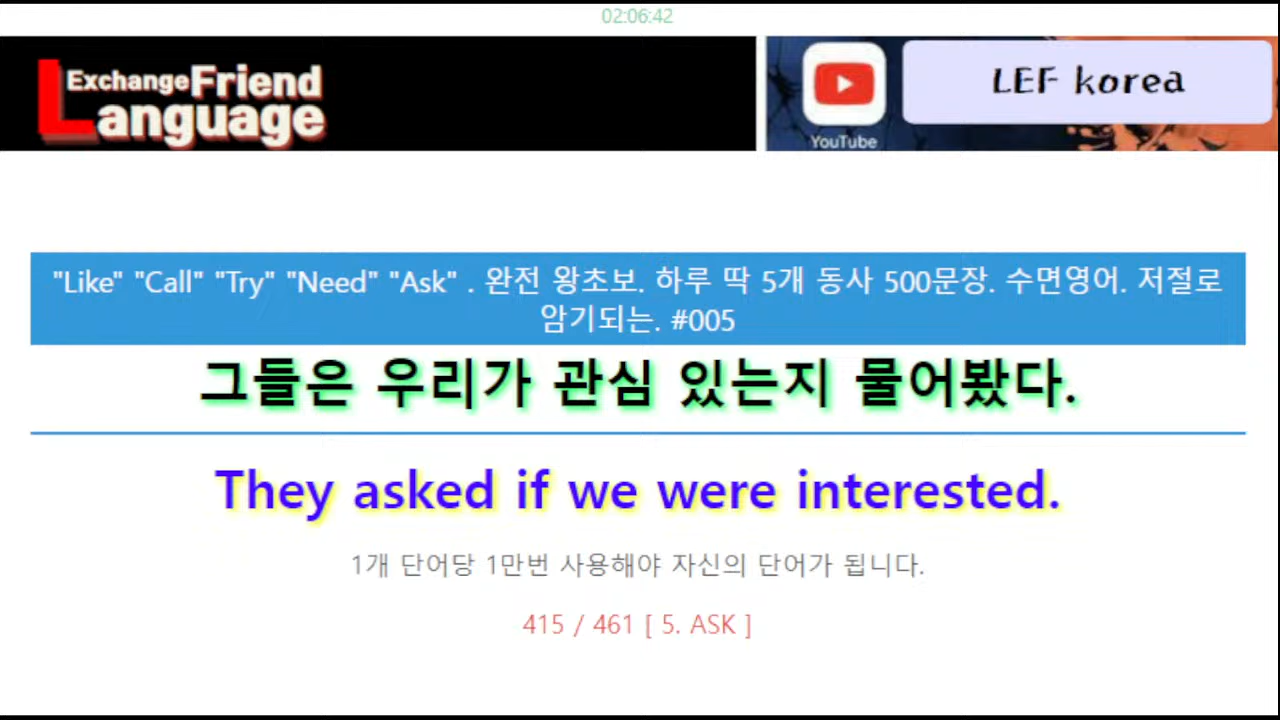 02:06:42
ExchangeFriend
Language
LEF korea
YouTube
"Like" "Call" "Try" "Need" "Ask" . 완전 왕초보. 하루 딱 5개 동사 500문장. 수면영어. 저절로
암기되는. #005
그들은 우리가 관심 있는지 물어봤다.
They asked if we were interested.
1개 단어당 1만번 사용해야 자신의 단어가 됩니다.
415 / 461 [ 5. ASK ]